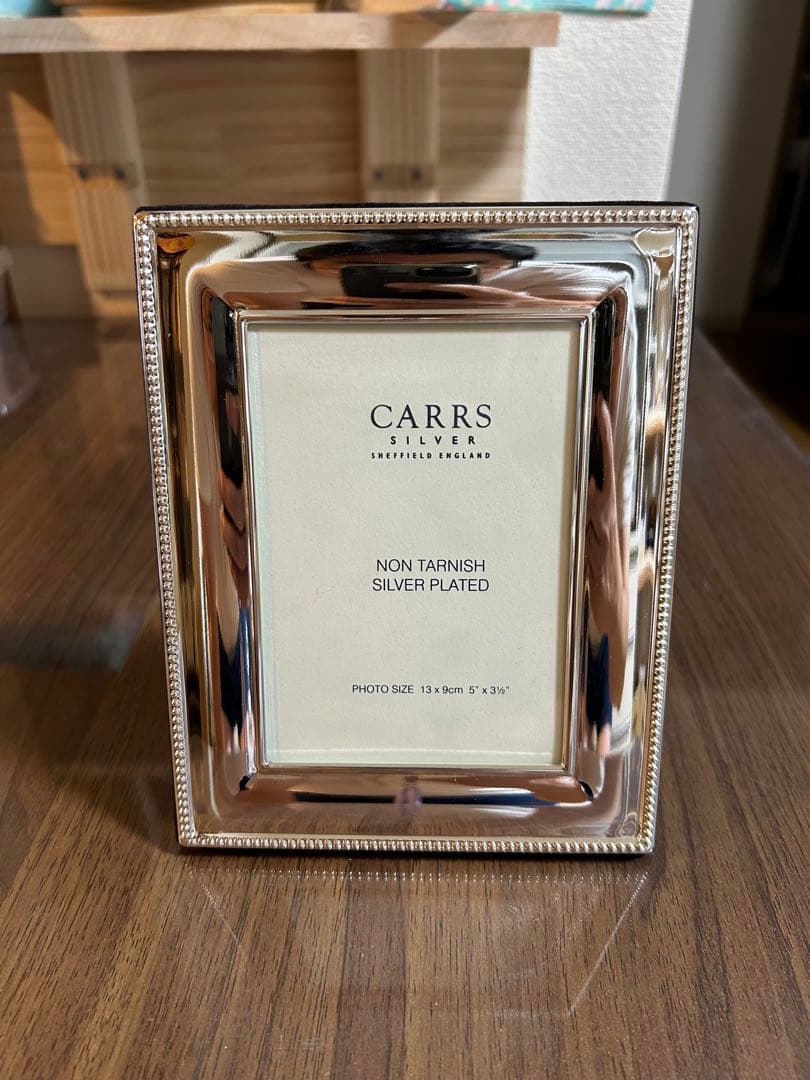 CARRS
SILVER
SHEFFIELD ENGLAND
NON TARNISH
SILVER PLATED
PHOTO SIZE 13 x 9cm 5" x 3½"